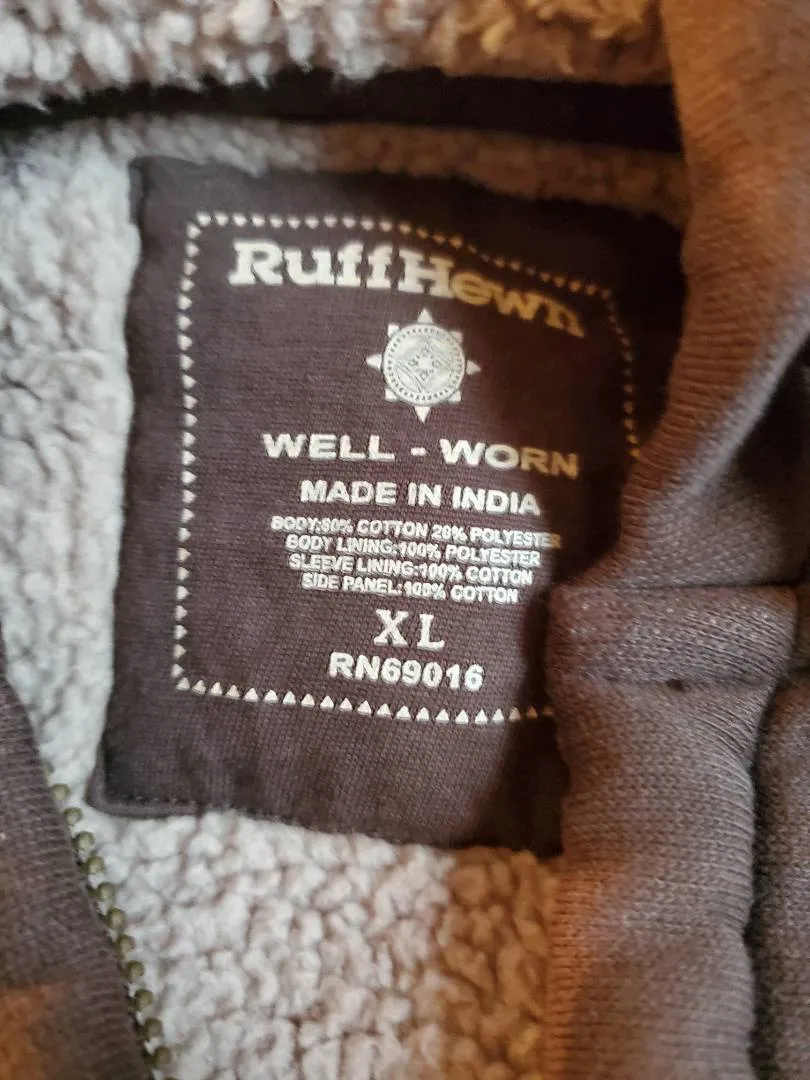 RuffHewn
WELL - WORN
MADE IN INDIA
BODY:80% COTTON 20% POLYESTER
BODY LINING:100% POLYESTER
SLEEVE LINING:100% COTTON
SIDE PANEL:100% COTTON
XL
RN69016